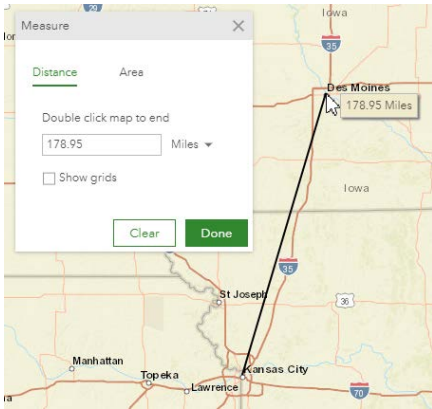 29
Iowa
Measure
35
Distance Area
Des Moines
178.95 Miles
Double click map to end
178.95 Miles
Show grids
Iowa
Clear Done
35
St Joseph
36
Manhattan
Kansas City
Topeka
Lawrence
70